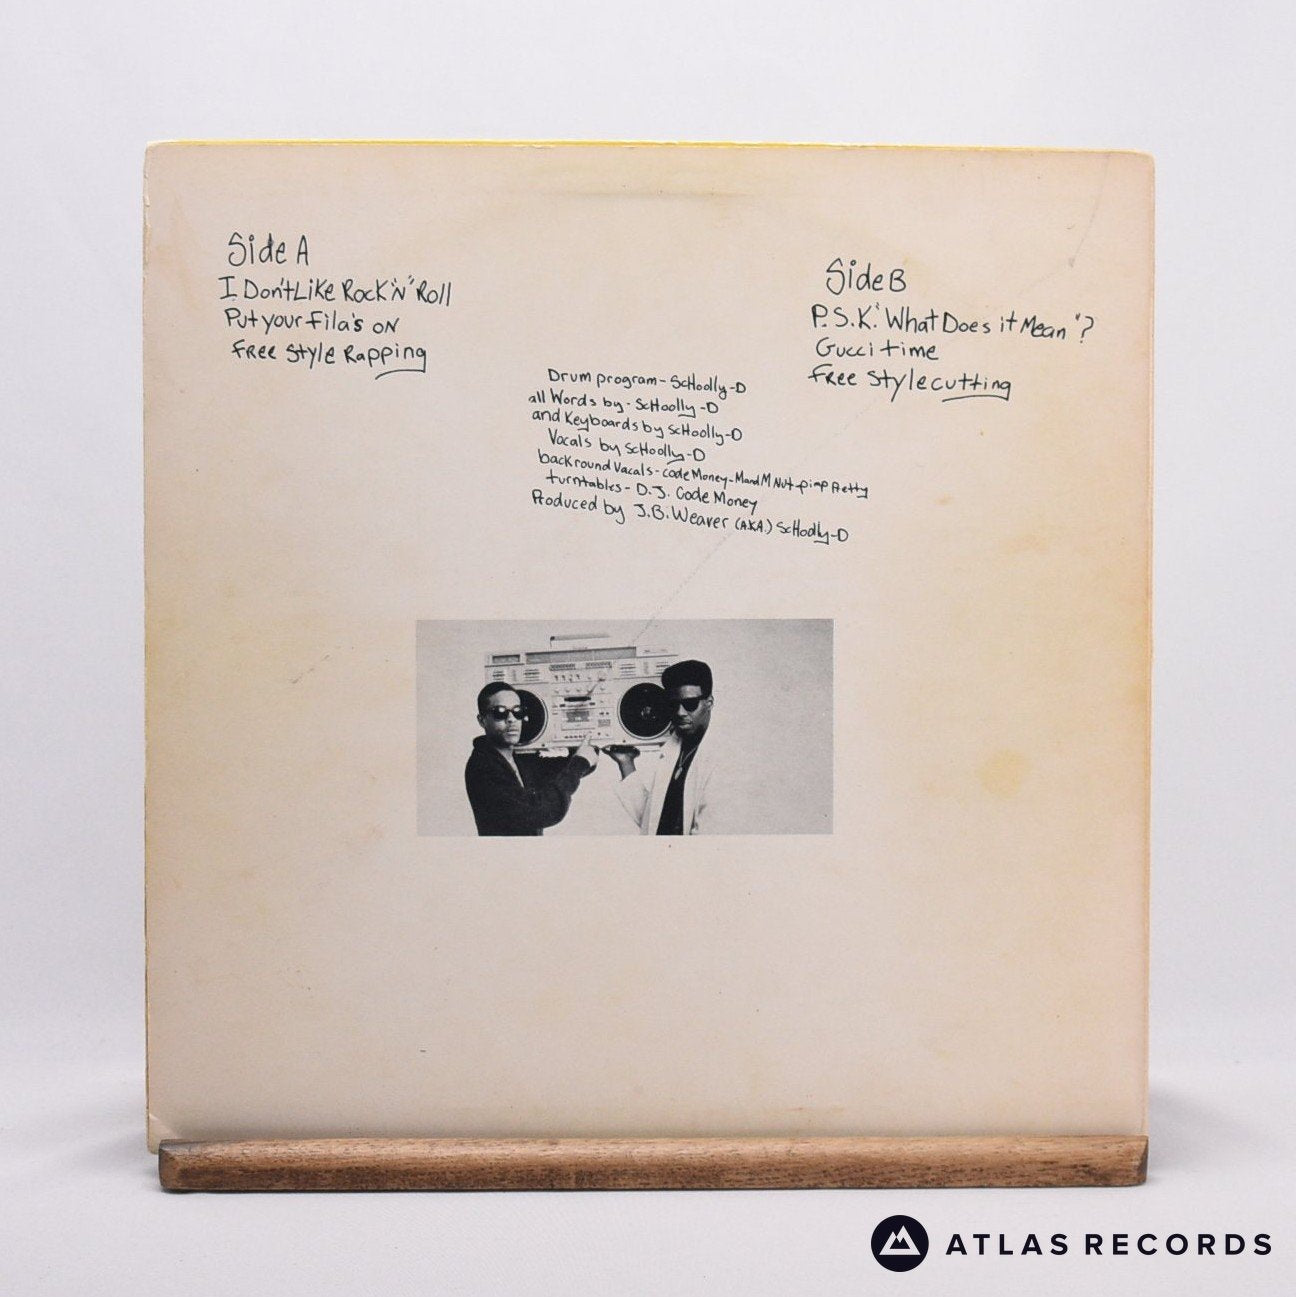 Side A
I Don't Like Rock "N" Roll
Put your Fila's oN
Free Style Rapping
Side B
P.S.K. "What Does it Mean"?
Gucci time
Free Style cutting
Drum program - ScHoolly-D
all Words by - ScHoolly-D
and Keyboards by ScHoolly-D
Vocals by ScHoolly-D
backround Vacals - code Money - Mand M Nut - pimp Pretty
turntables - D.J. Code Money
Produced by J.B. Weaver (A.K.A.) ScHoolly-D
ATLAS RECORDS